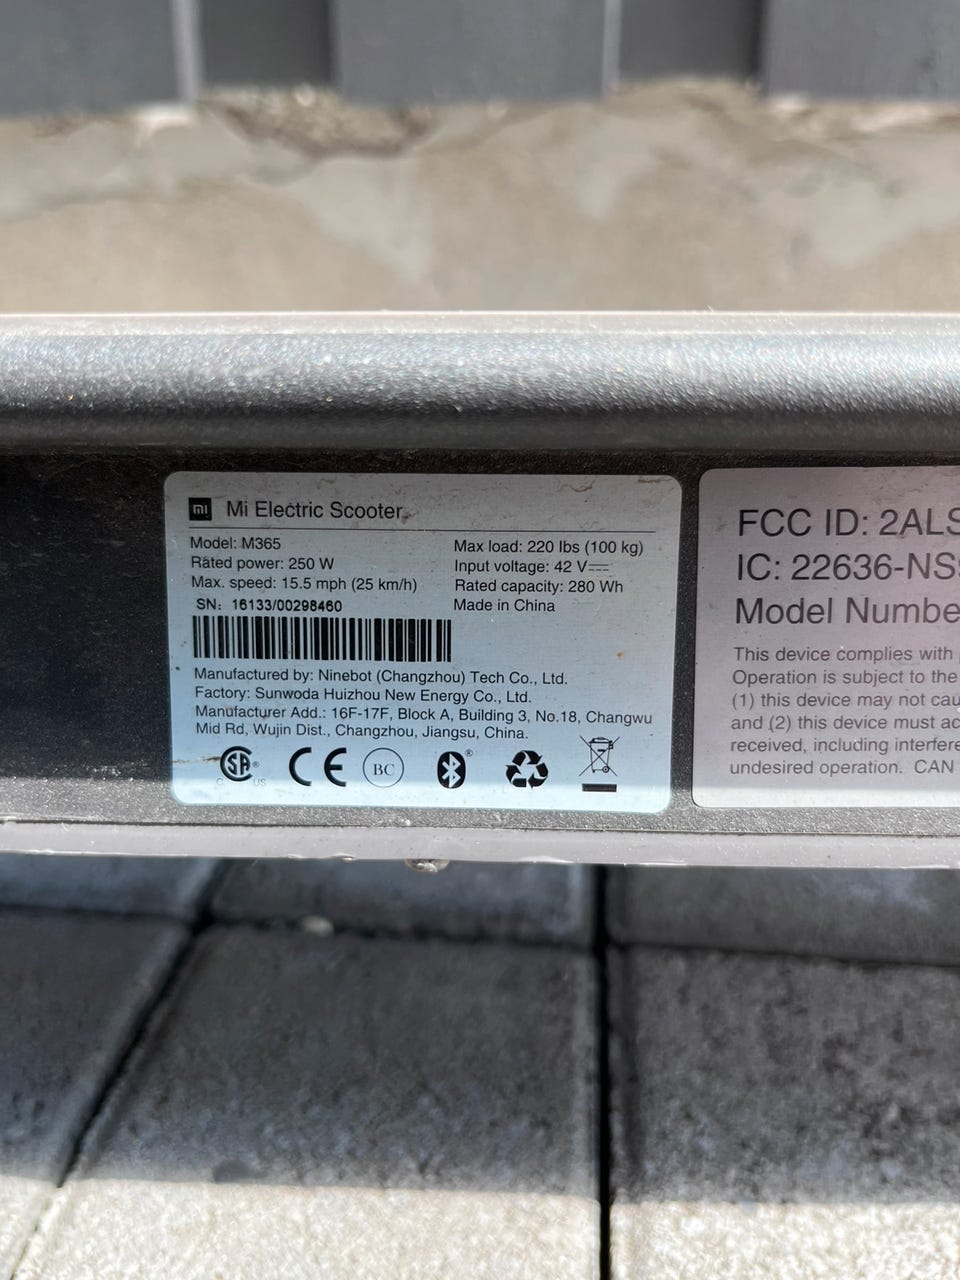 mi Mi Electric Scooter
Model: M365
Rated power: 250 W
Max. speed: 15.5 mph (25 km/h)
SN: 16133/00298460
Max load: 220 lbs (100 kg)
Input voltage: 42 V⎓
Rated capacity: 280 Wh
Made in China
Manufactured by: Ninebot (Changzhou) Tech Co., Ltd.
Factory: Sunwoda Huizhou New Energy Co., Ltd.
Manufacturer Add.: 16F-17F, Block A, Building 3, No.18, Changwu
Mid Rd, Wujin Dist., Changzhou, Jiangsu, China.
C SA® US CE BC ®
FCC ID: 2ALS
IC: 22636-NS
Model Numbe
This device complies with
Operation is subject to the
(1) this device may not cau
and (2) this device must ac
received, including interfere
undesired operation. CAN